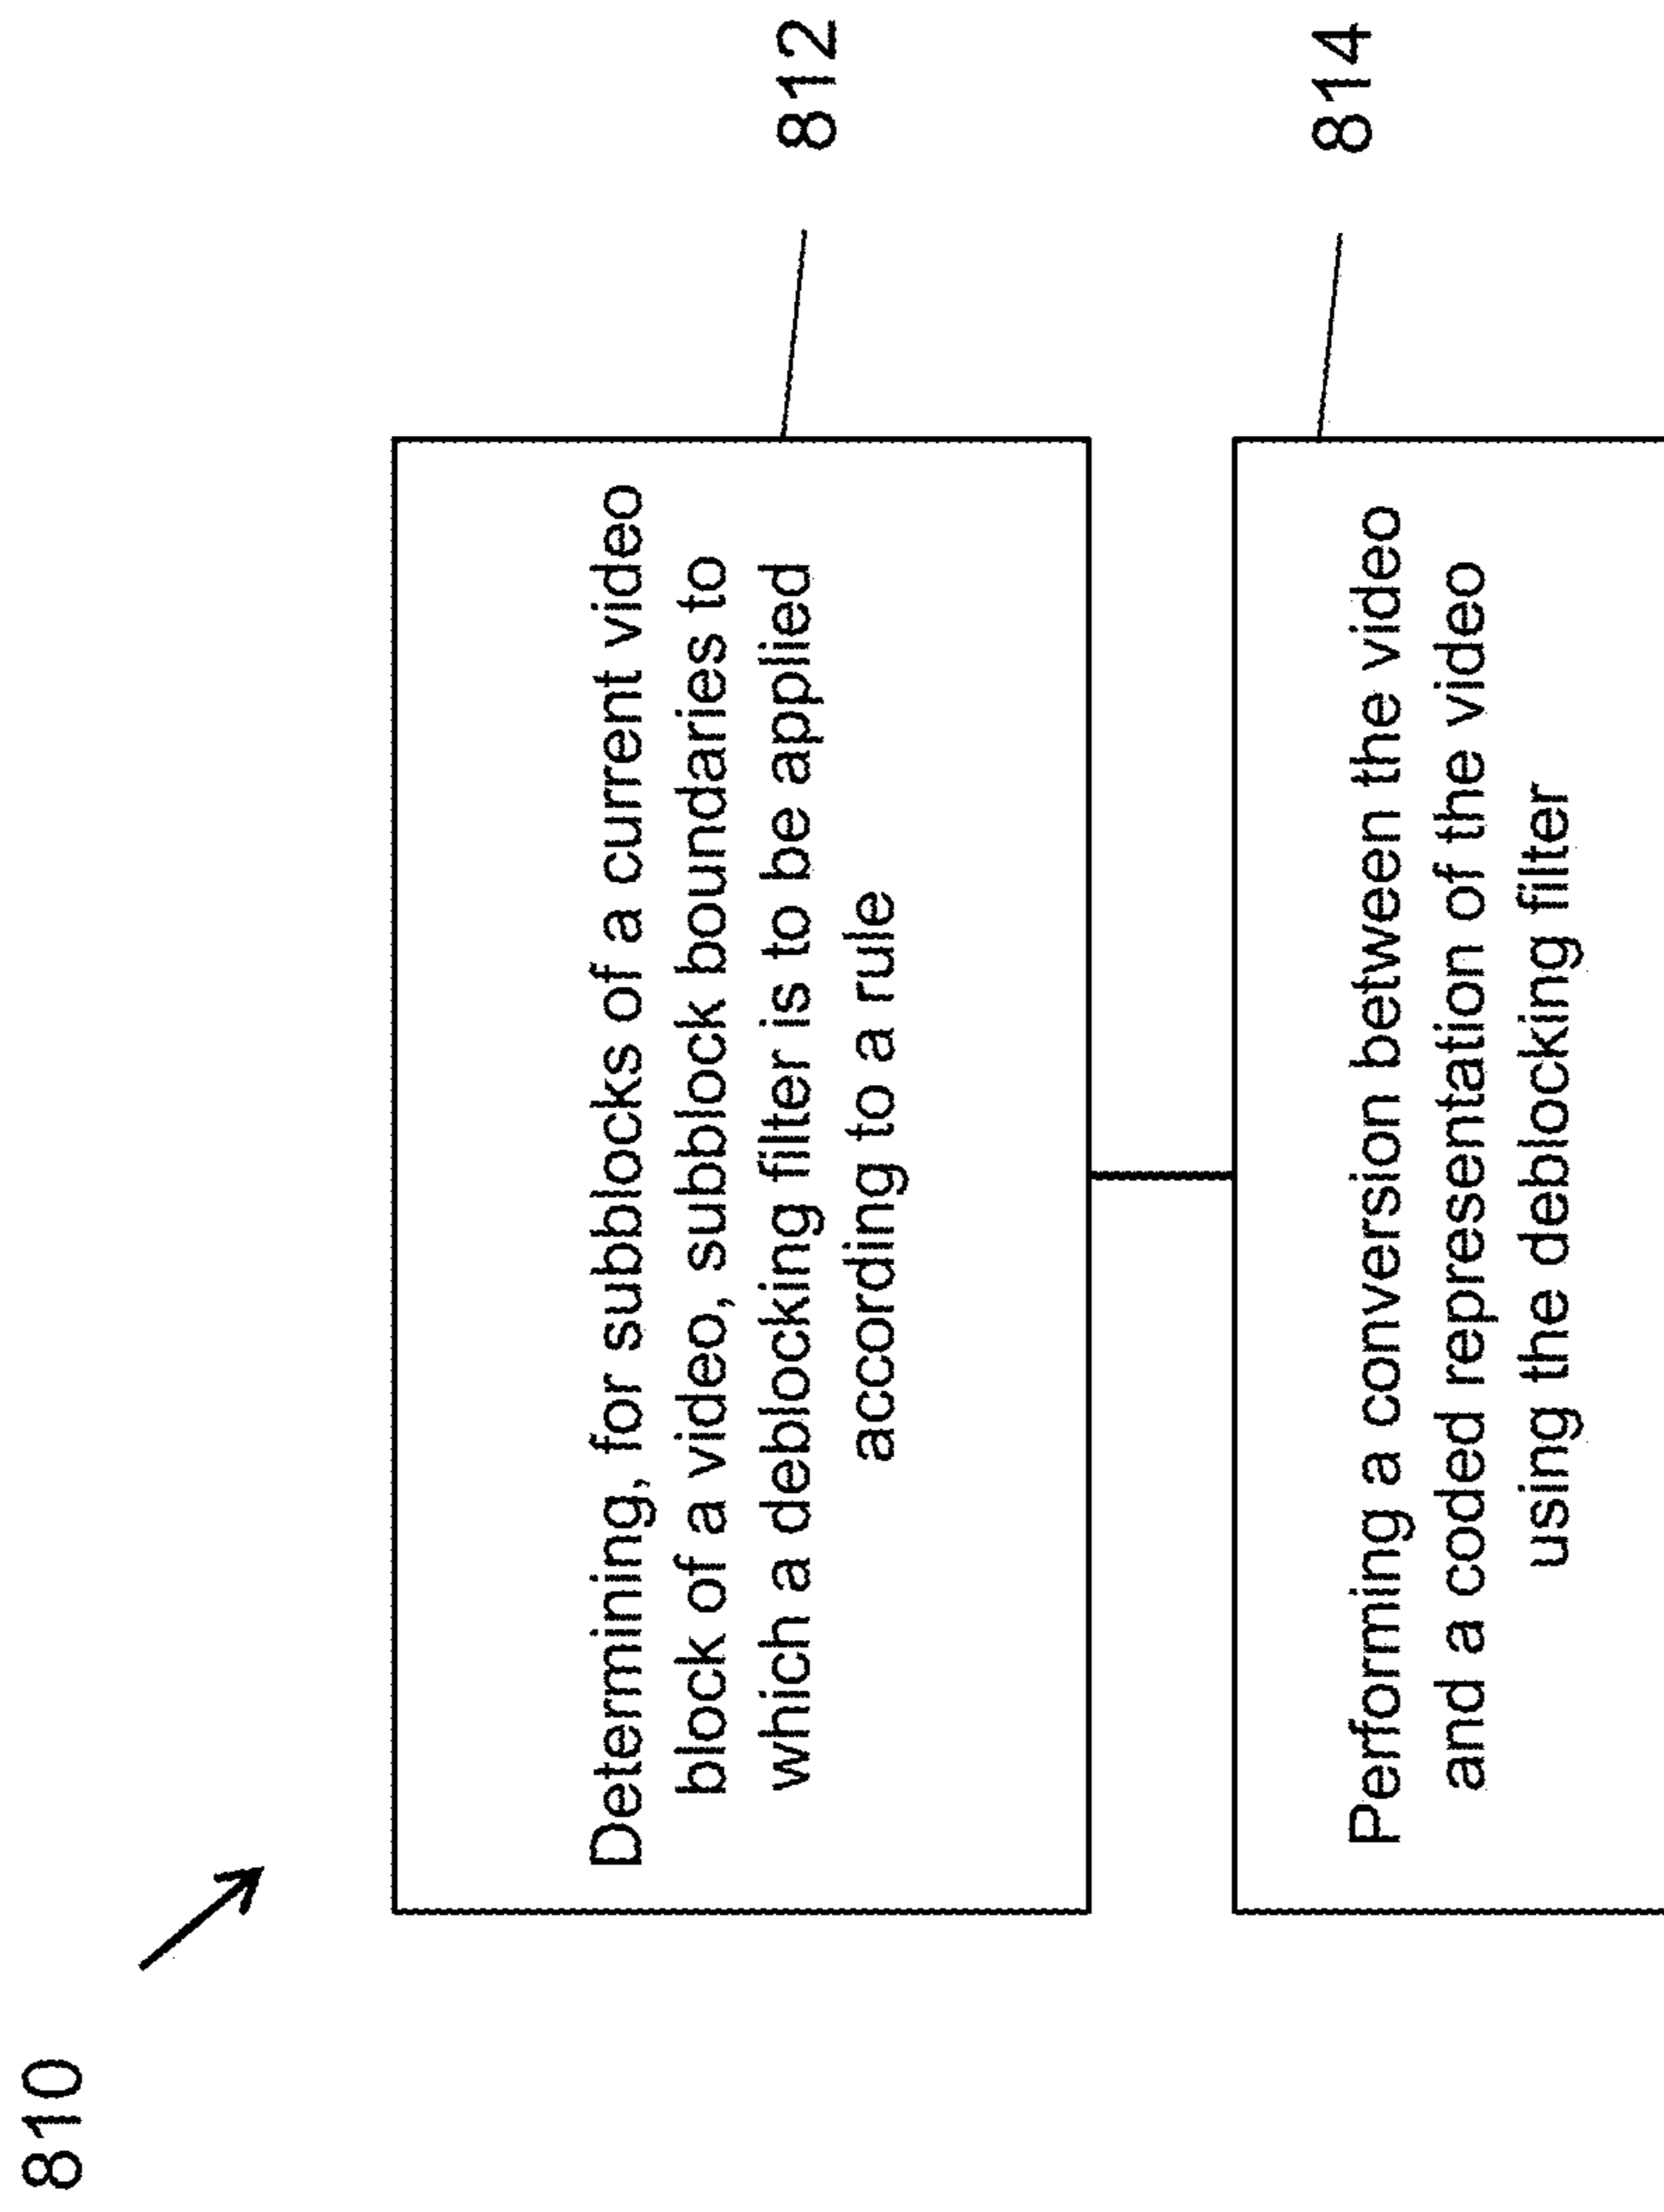 810
Determining, for subblocks of a current video
block of a video, subblock boundaries to
which a deblocking filter is to be applied
according to a rule
812
Performing a conversion between the video
and a coded representation of the video
using the deblocking filter
814